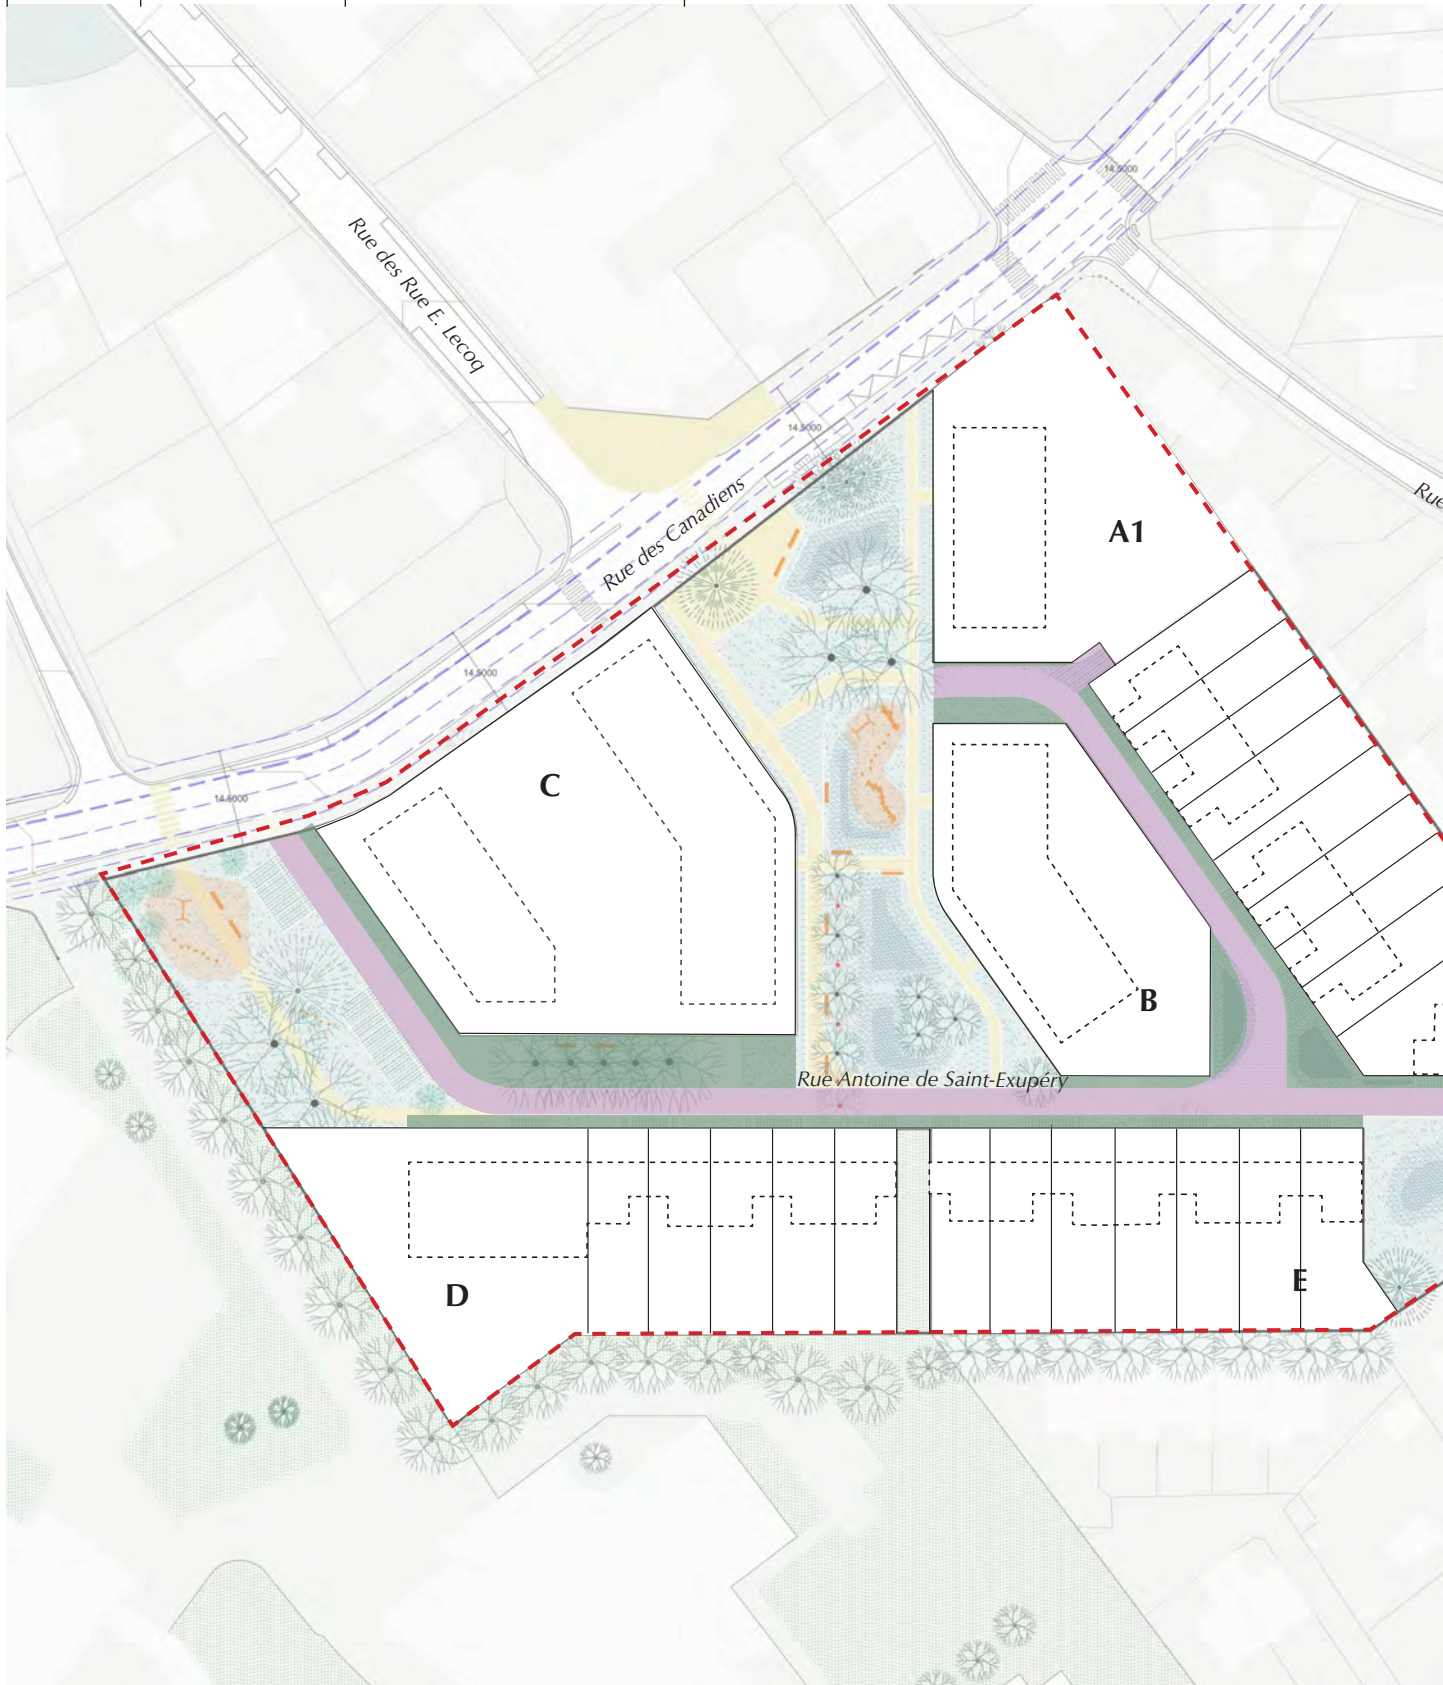 14.5000
Rue des Rue E. Lecoq
14.5000
Rue
Rue des Canadiens
A1
14.5000
C
14.5000
B
Rue Antoine de Saint-Exupéry
E
D